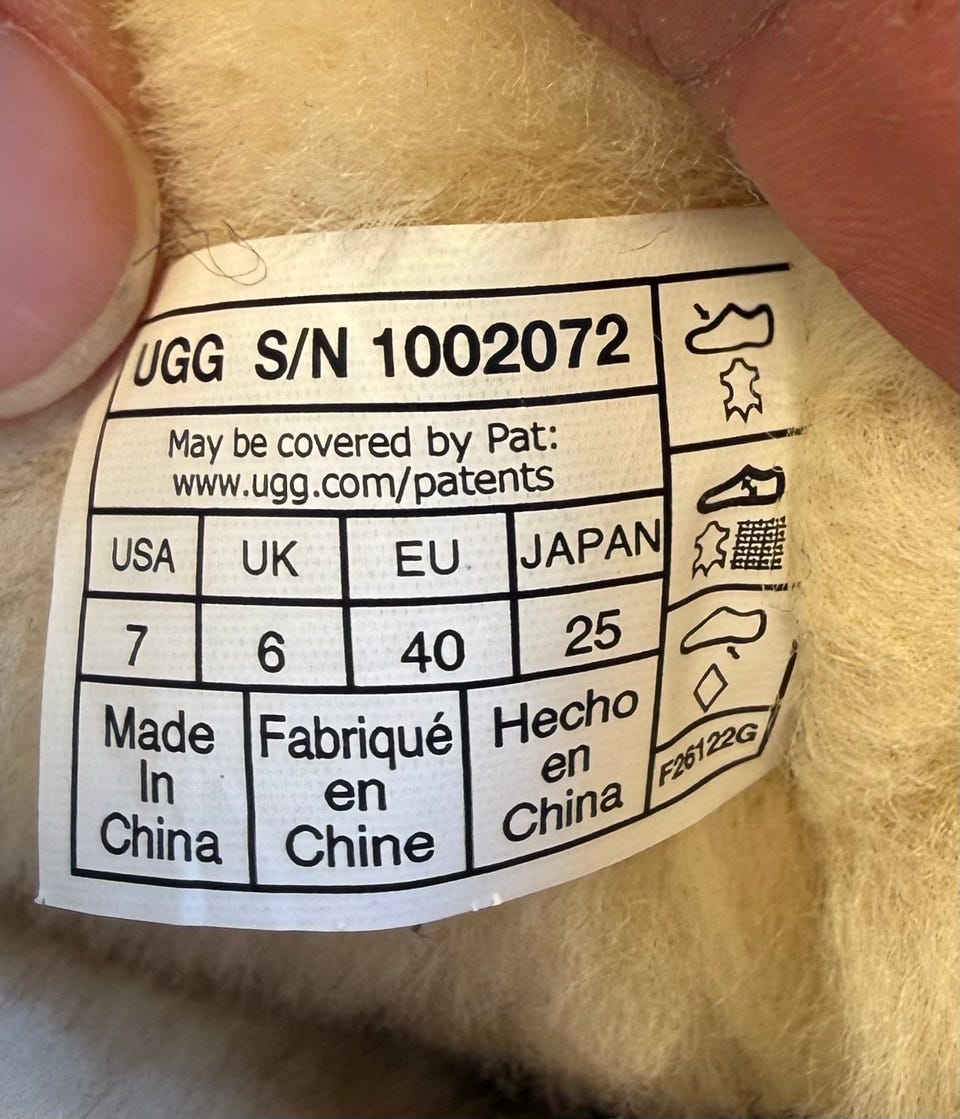 UGG S/N 1002072
May be covered by Pat:
www.ugg.com/patents
USA UK EU JAPAN
7 6 40 25
Made
In
China
Fabriqué
en
Chine
Hecho
en
China
F26122G